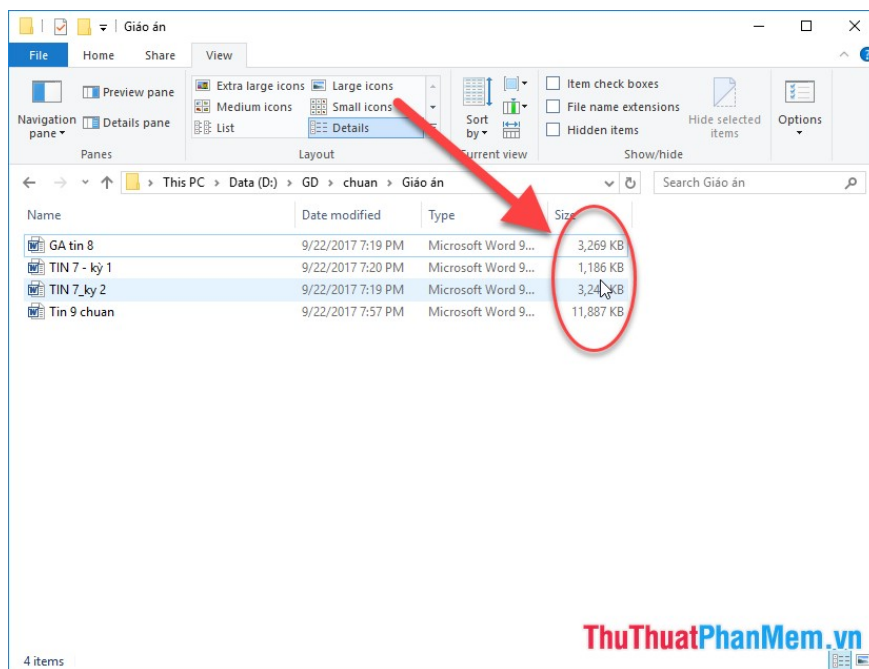 Giáo án
File Home Share View
Navigation pane
Preview pane
Details pane
Panes
Extra large icons Large icons
Medium icons Small icons
List Details
Layout
Sort by
Current view
Item check boxes
File name extensions
Hidden items
Hide selected items
Show/hide
Options
This PC Data (D:) GD chuan Giáo án
Search Giáo án
Name Date modified Type Size
GA tin 8 9/22/2017 7:19 PM Microsoft Word 9... 3,269 KB
TIN 7 - kỳ 1 9/22/2017 7:20 PM Microsoft Word 9... 1,186 KB
TIN 7_ky 2 9/22/2017 7:19 PM Microsoft Word 9... KB
Tin 9 chuan 9/22/2017 7:57 PM Microsoft Word 9... 11,887 KB
ThuThuatPhanMem.vn
4 items